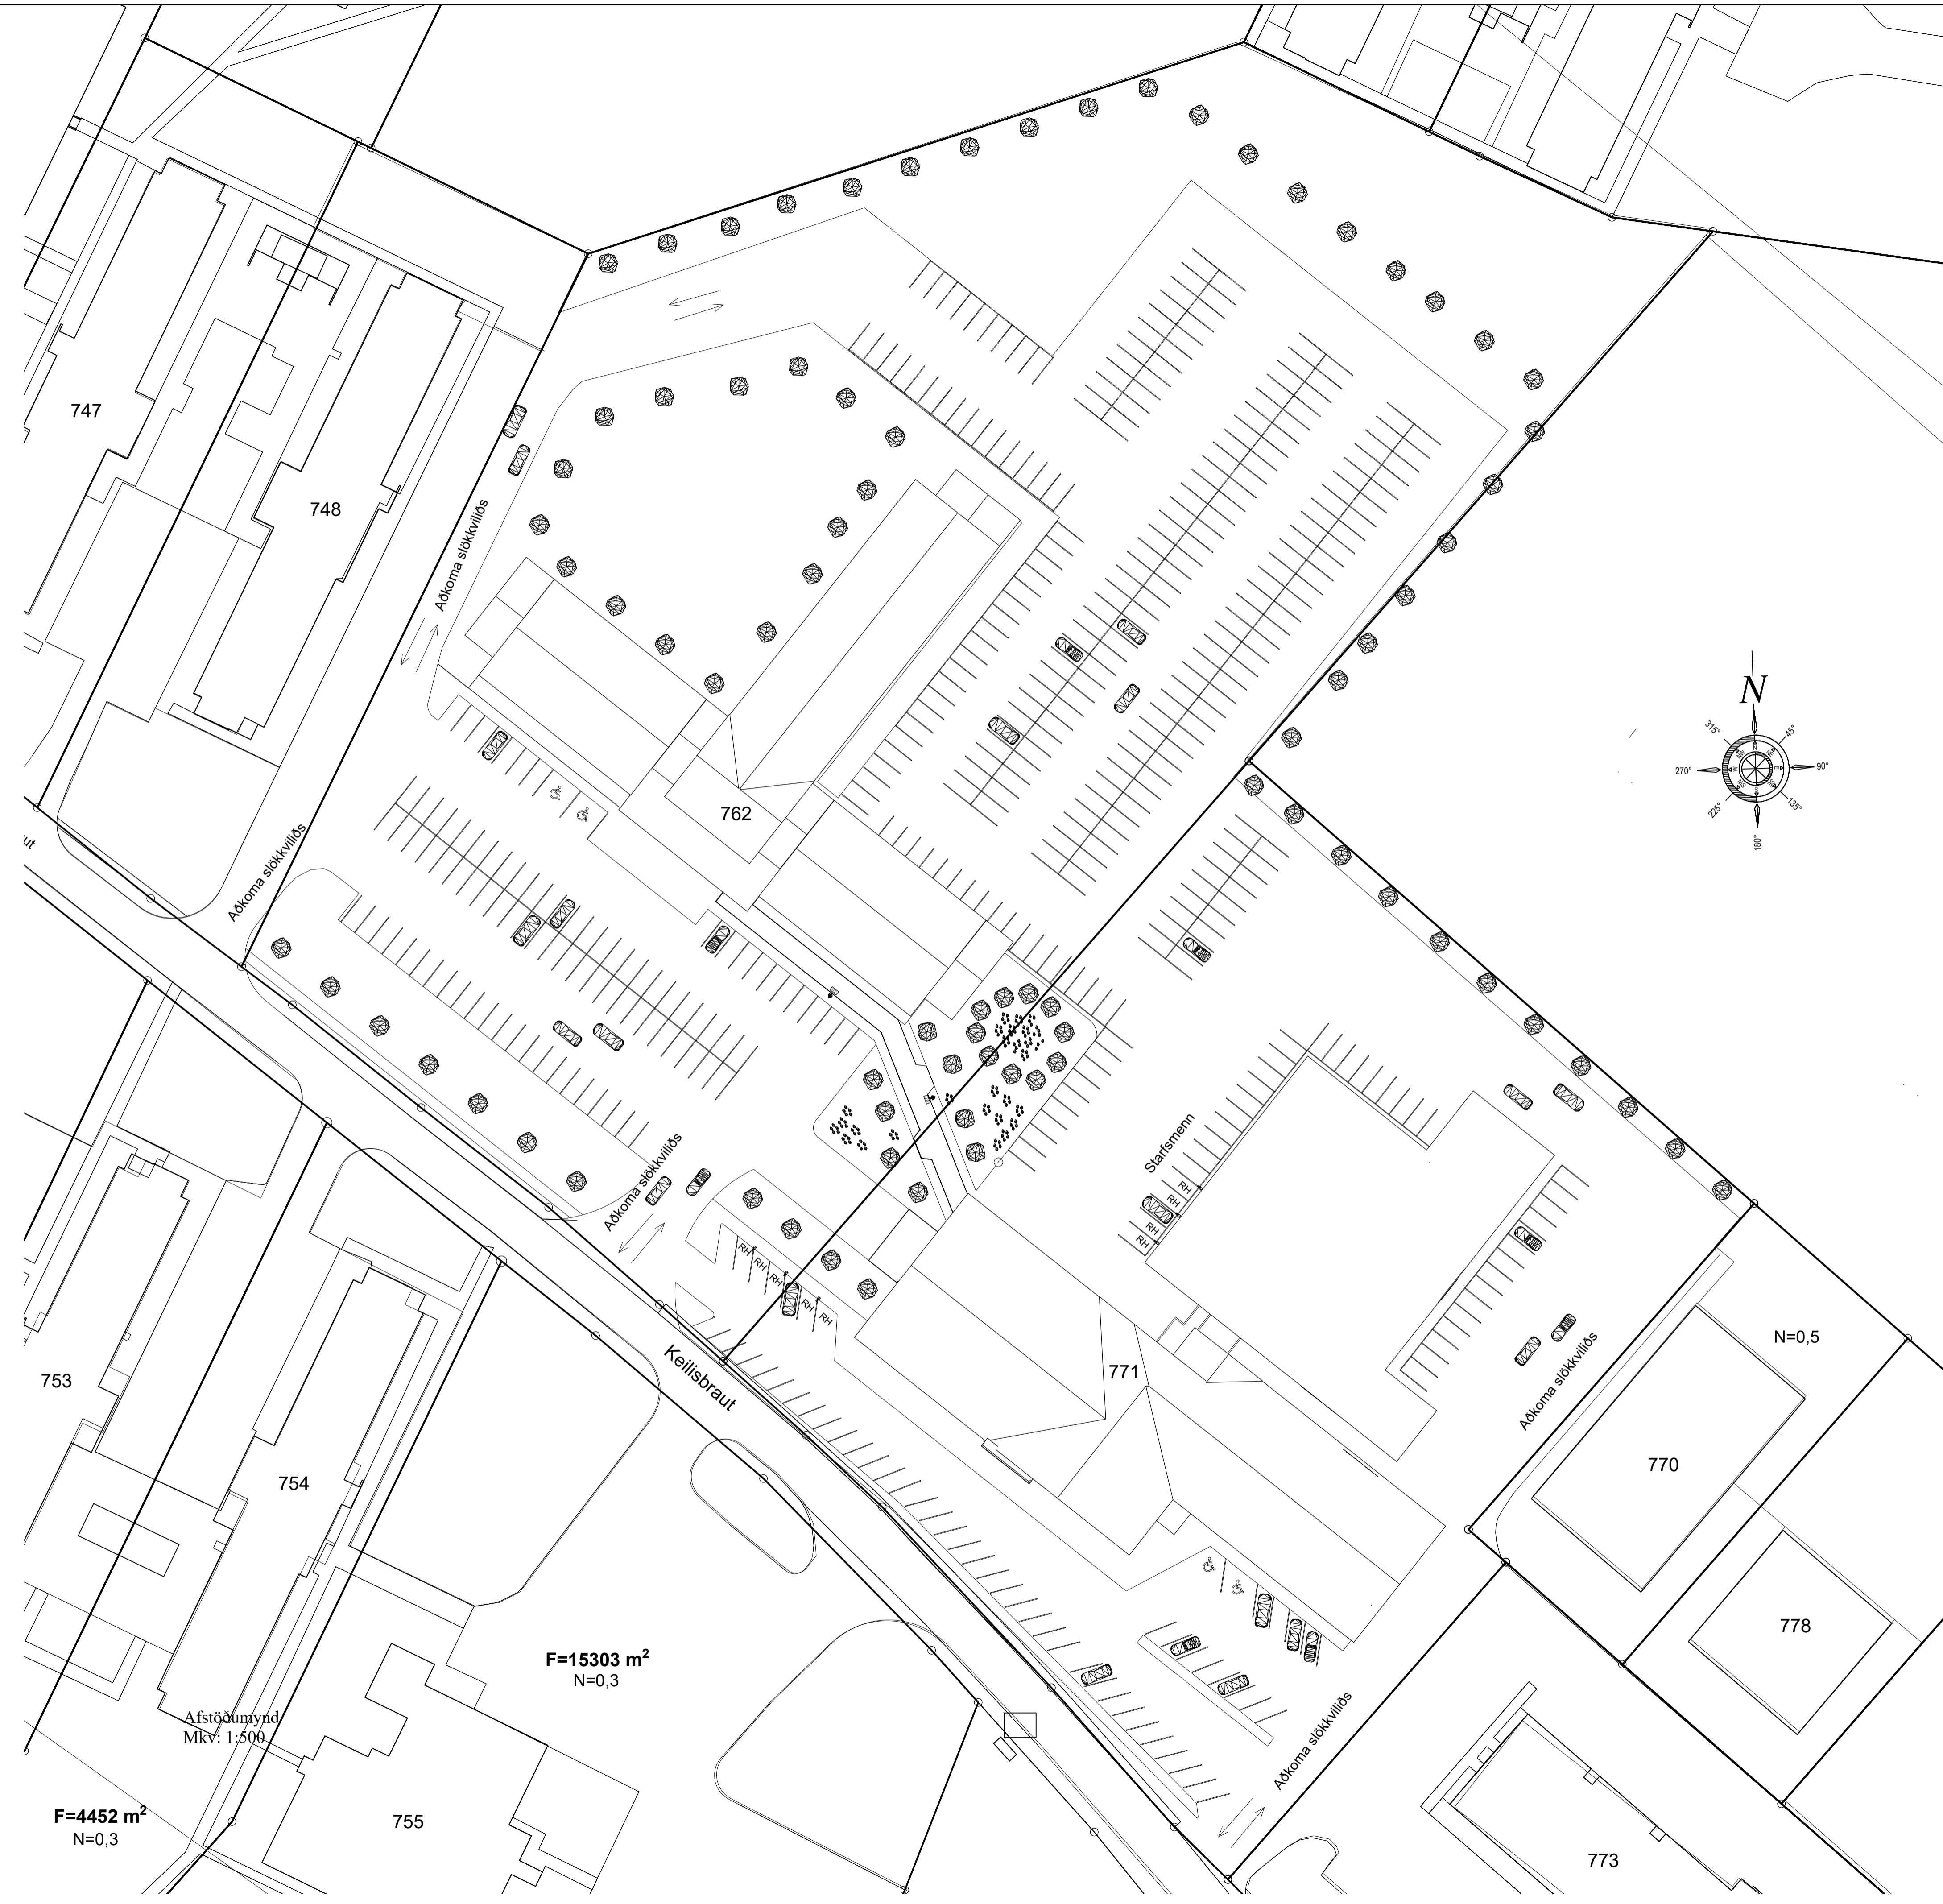 747
748
Aðkoma slökkviliðs
N
315°
45°
270°
90°
225°
135°
180°
762
ut
Aðkoma slökkviliðs
Starfsmenn
RH
RH
RH
RH
Aðkoma slökkviliðs
RH
RH
RH
RH
RH
Keilisbraut
771
N=0,5
753
Aðkoma slökkviliðs
770
754
778
F=15303 m²
N=0,3
Afstöðumynd
Mkv: 1:500
Aðkoma slökkviliðs
F=4452 m²
N=0,3
755
773